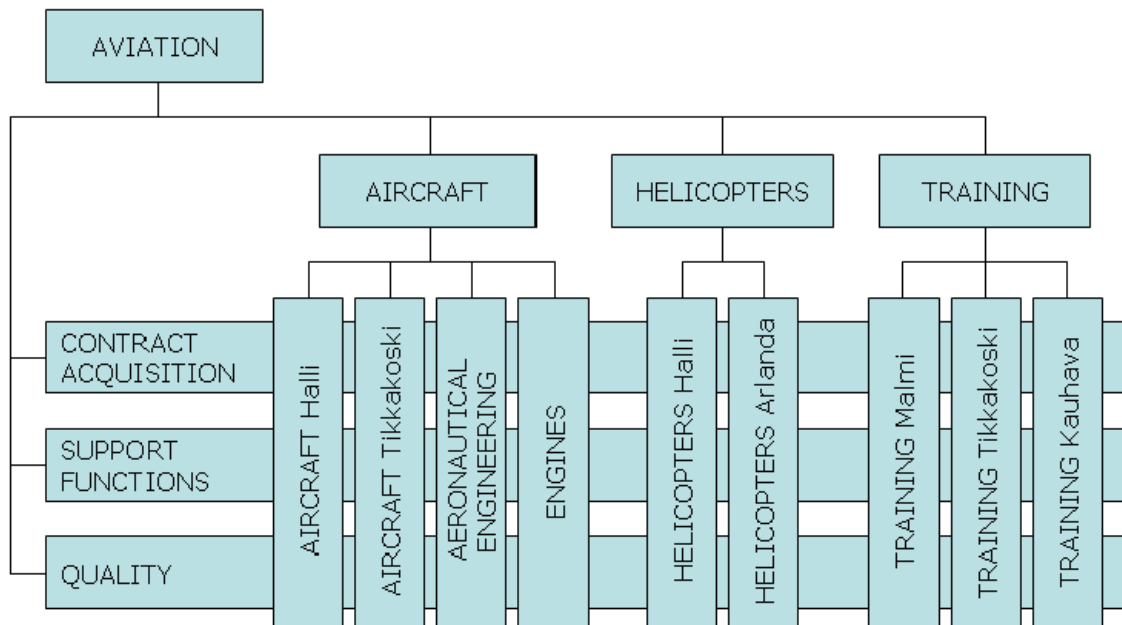 AVIATION
AIRCRAFT
HELICOPTERS
TRAINING
CONTRACT
ACQUISITION
SUPPORT
FUNCTIONS
QUALITY
AIRCRAFT Halli
AIRCRAFT Tikkakoski
AERONAUTICAL
ENGINEERING
ENGINES
HELICOPTERS Halli
HELICOPTERS Arlanda
TRAINING Malmi
TRAINING Tikkakoski
TRAINING Kauhava